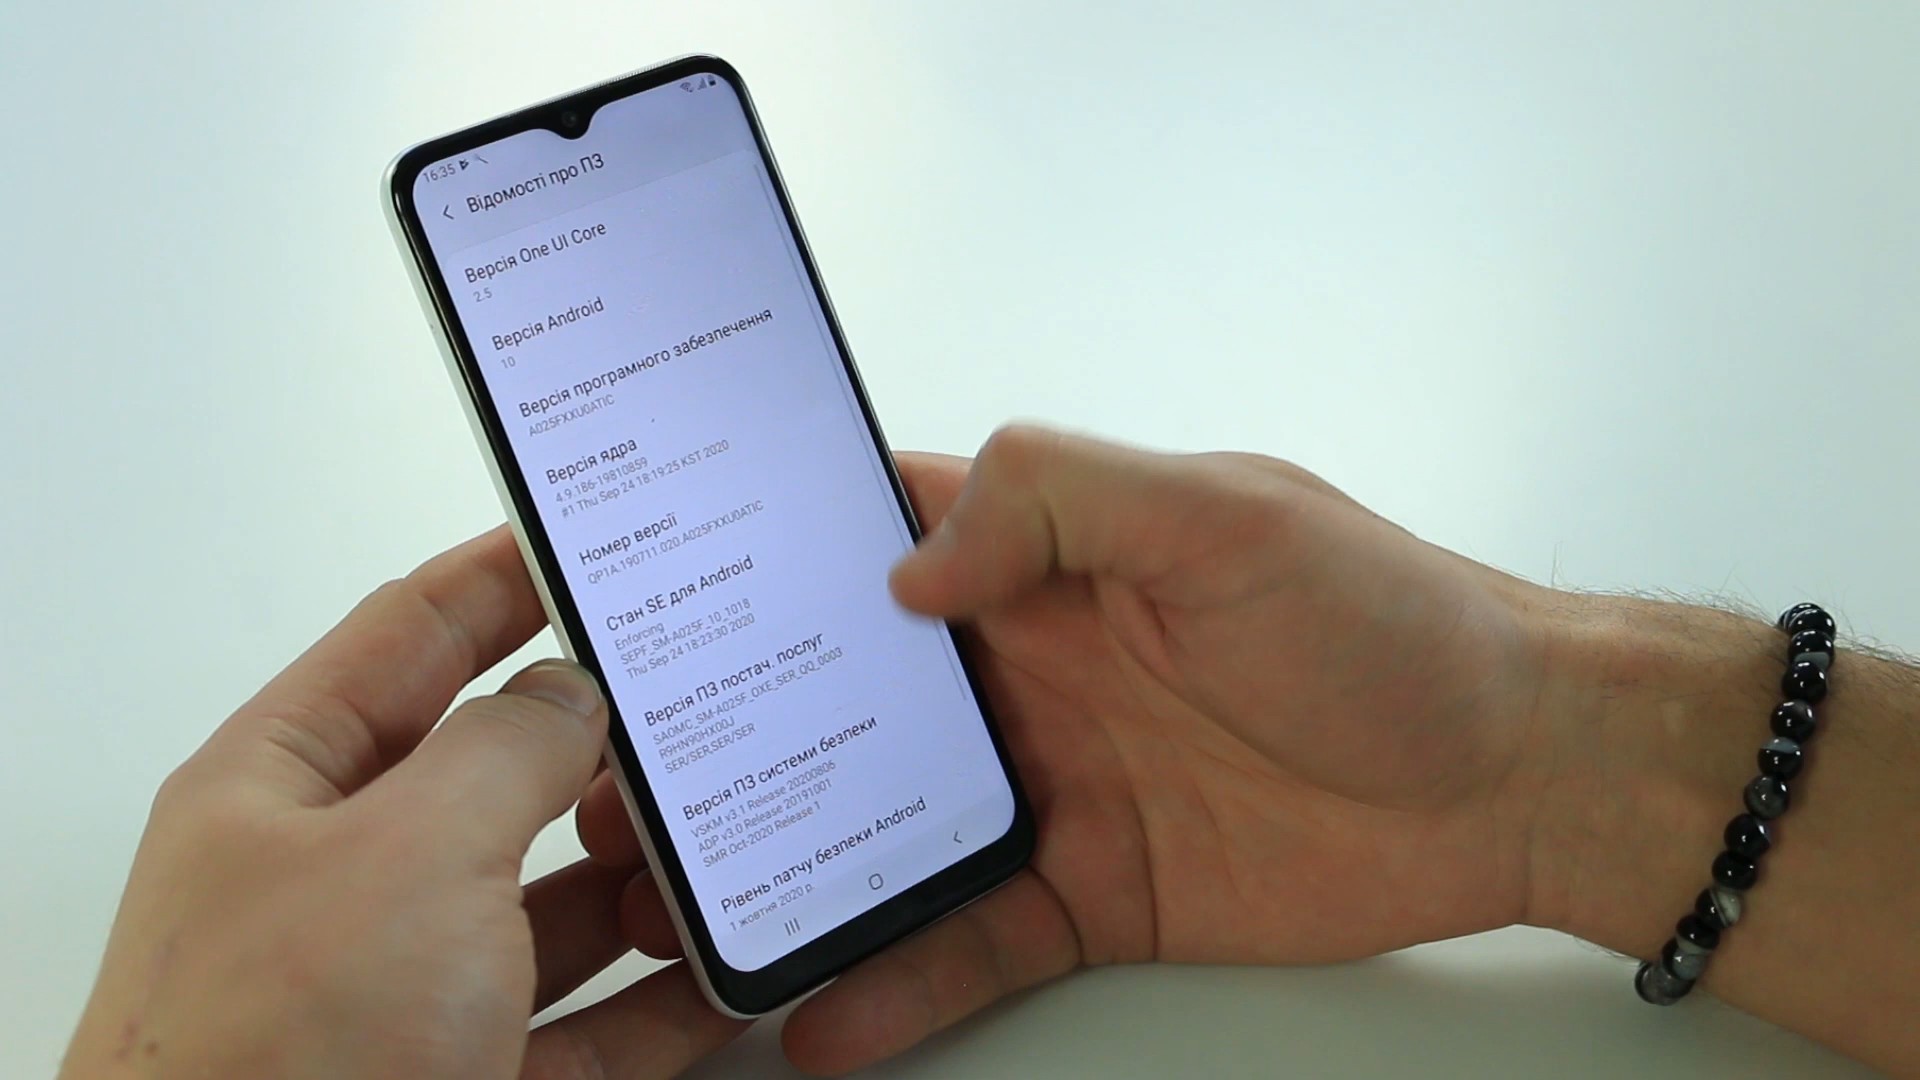 16:35
Відомості про ПЗ
Версія One UI Core
2.5
Версія Android
10
Версія програмного забезпечення
A025FXXU0ATIC
Версія ядра
4.9.186-19810859
#1 Thu Sep 24 18:19:25 KST 2020
Номер версії
QP1A.190711.020.A025FXXU0ATIC
Стан SE для Android
Enforcing
SEPF_SM-A025F_10_1018
Thu Sep 24 18:23:30 2020
Версія ПЗ постач. послуг
SAOMC_SM-A025F_OXE_SER_QQ_0003
R9HN90HX00J
SER/SER,SER/SER
Версія ПЗ системи безпеки
VSKM v3.1 Release 20200806
ADP v3.0 Release 20191001
SMR Oct-2020 Release 1
Рівень патчу безпеки Android
1 жовтня 2020 р.